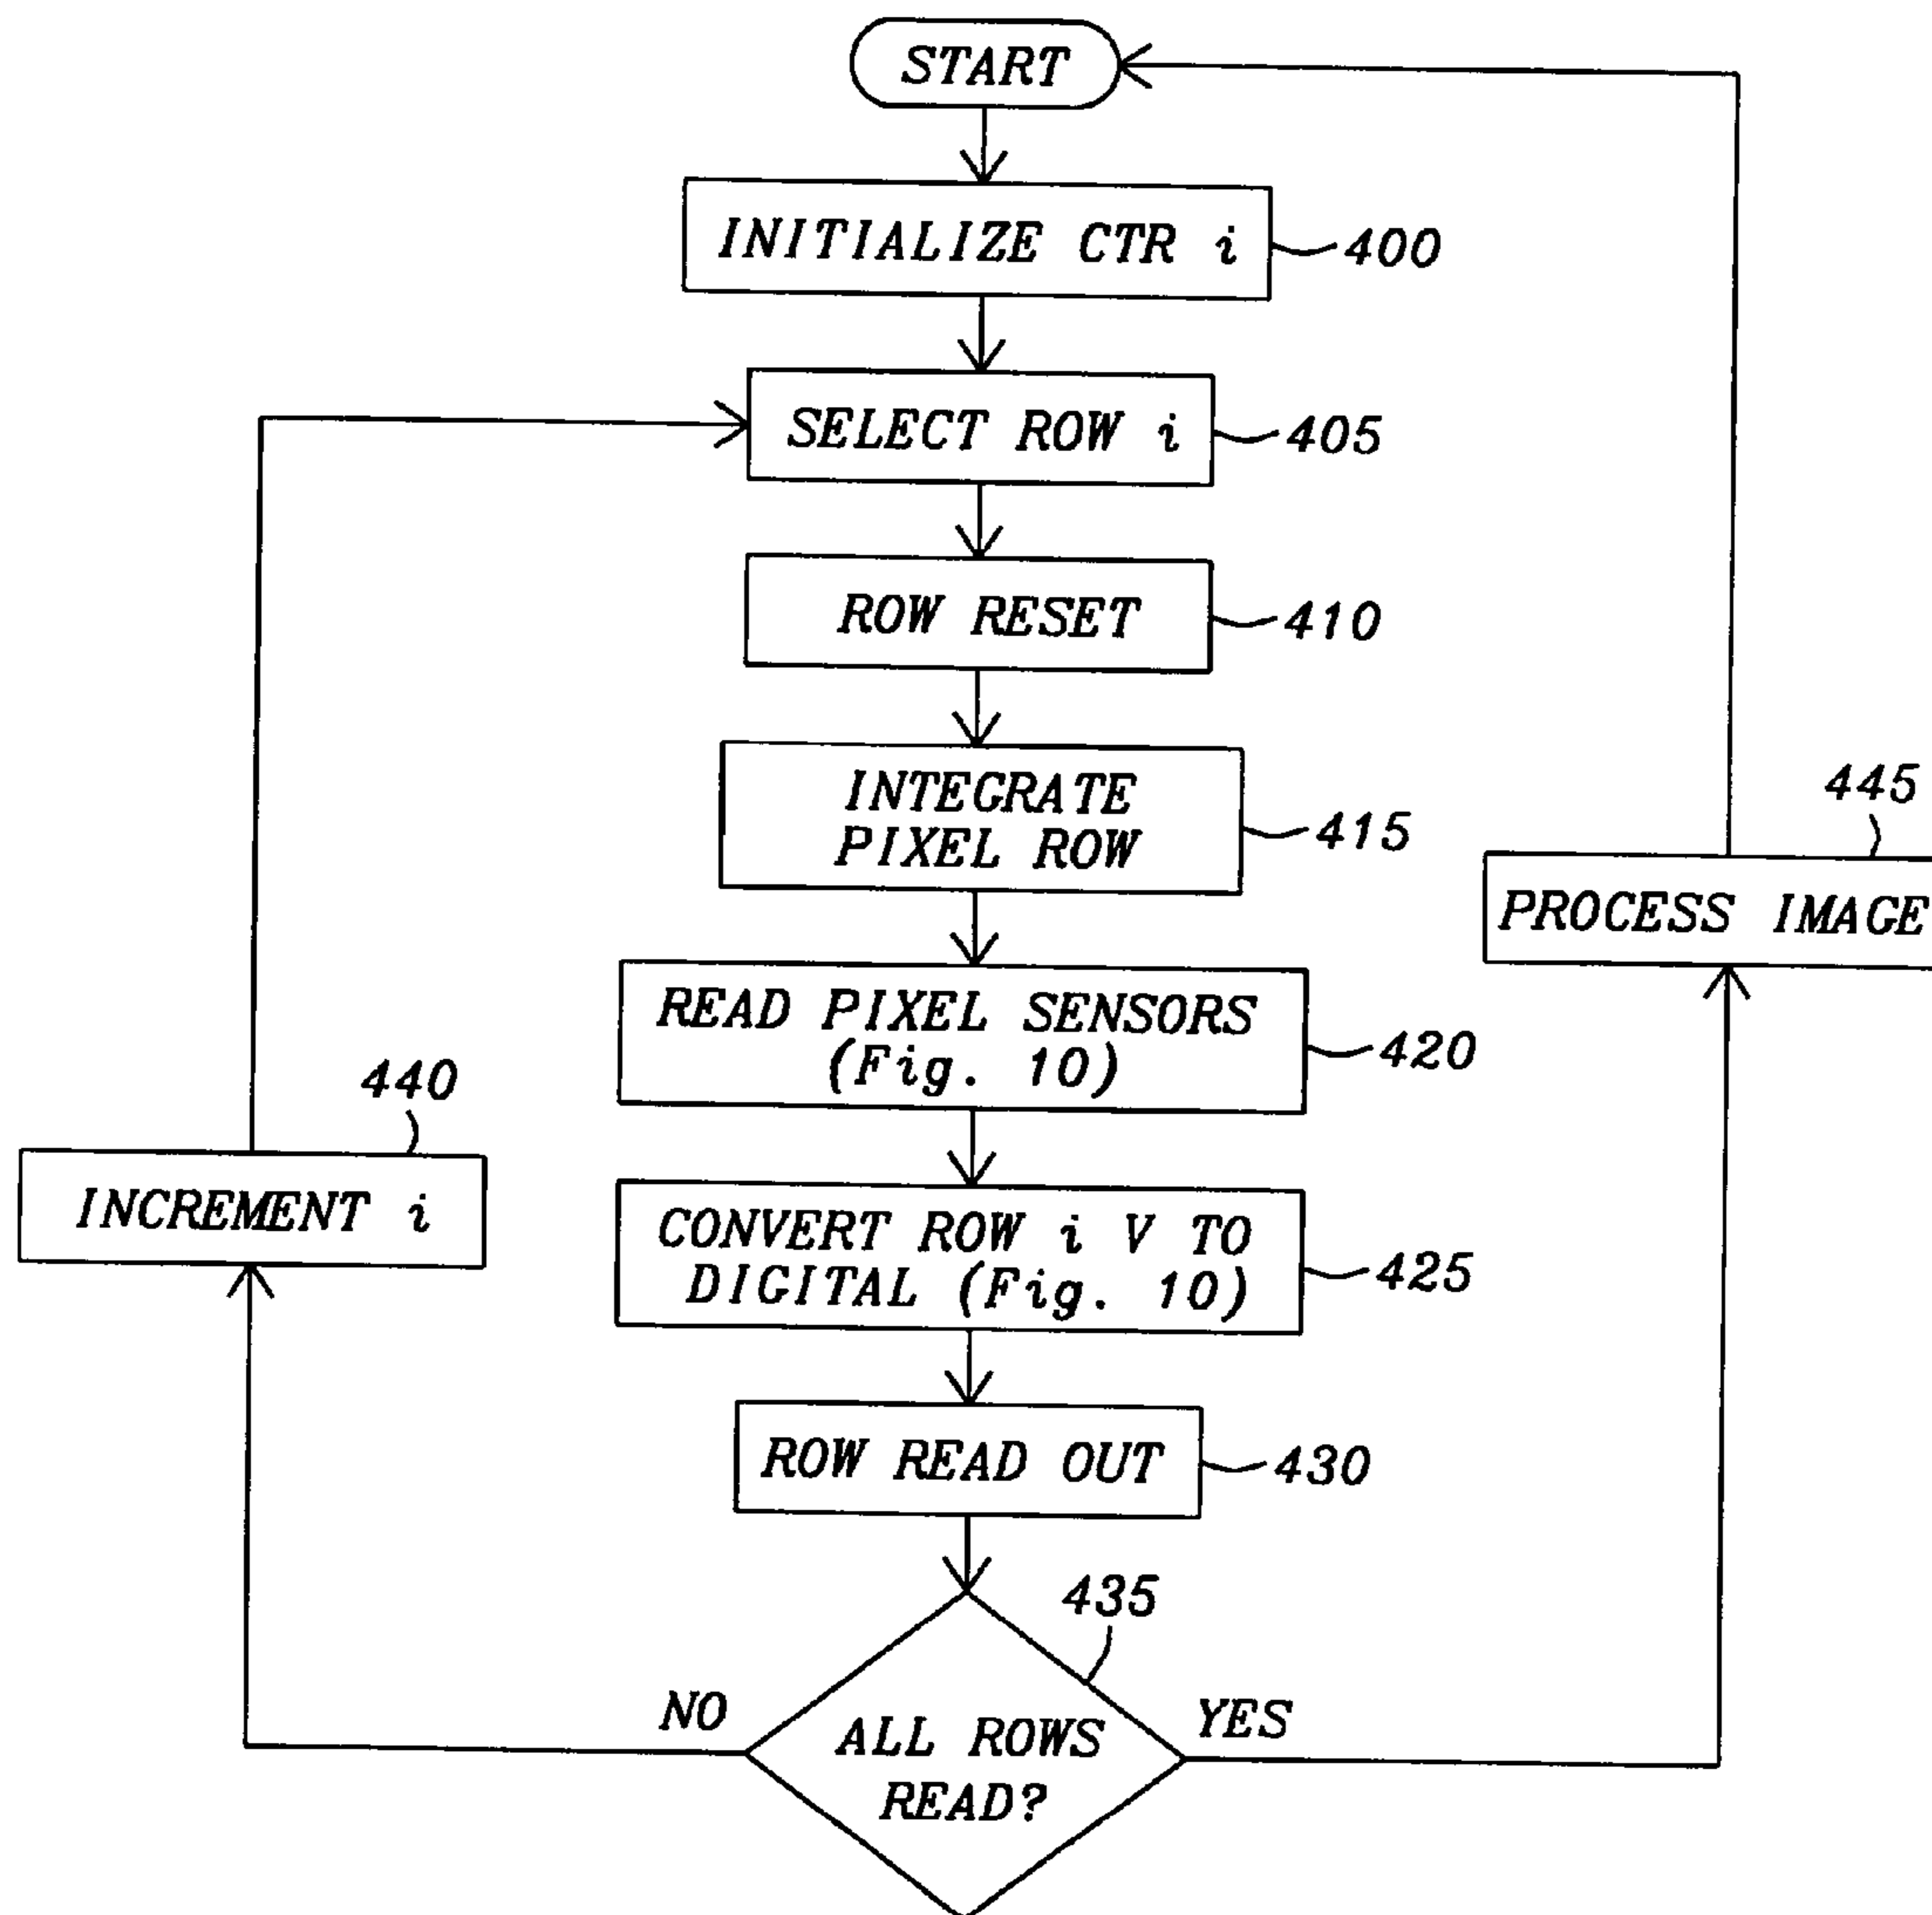 START
INITIALIZE CTR i
400
SELECT ROW i
405
ROW RESET
410
INTEGRATE
PIXEL ROW
415
445
PROCESS IMAGE
READ PIXEL SENSORS
(Fig. 10)
420
440
INCREMENT i
CONVERT ROW i V TO
DIGITAL (Fig. 10)
425
ROW READ OUT
430
435
NO
YES
ALL ROWS
READ?